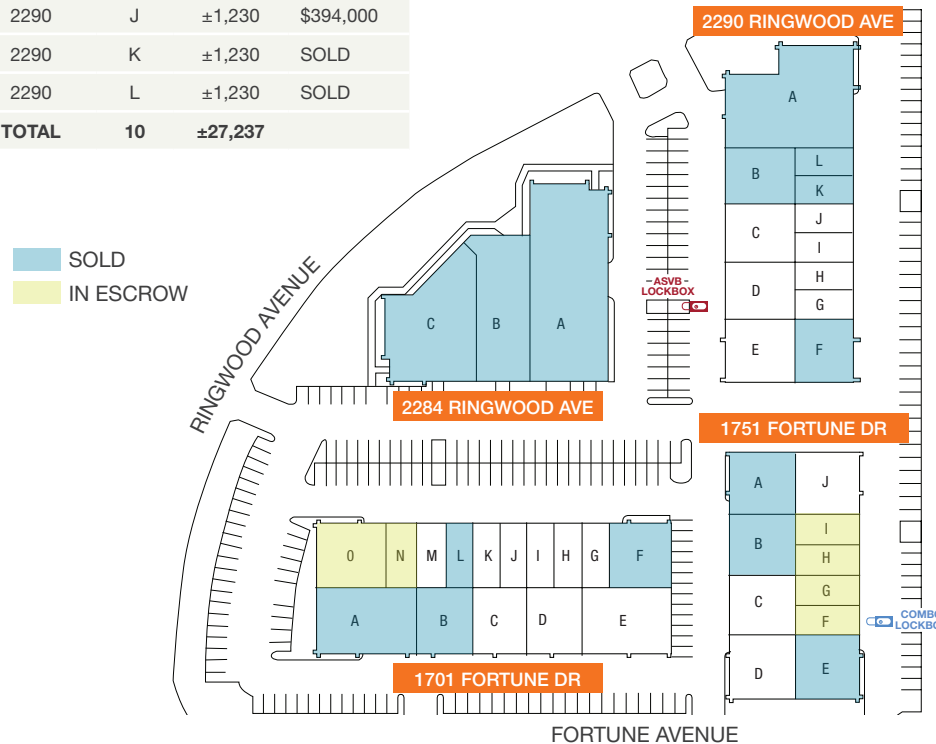 2290 J ±1,230 $394,000
2290 K ±1,230 SOLD
2290 L ±1,230 SOLD
TOTAL 10 ±27,237
SOLD
IN ESCROW
RINGWOOD AVENUE
2290 RINGWOOD AVE
A
B
L
K
C
J
I
D
H
G
E
F
ASVB
LOCKBOX
C
B
A
2284 RINGWOOD AVE
1751 FORTUNE DR
A
J
B
I
H
C
G
F
D
E
COMBO
LOCKBO
O N M L K J I H G F
A B C D E
1701 FORTUNE DR
FORTUNE AVENUE